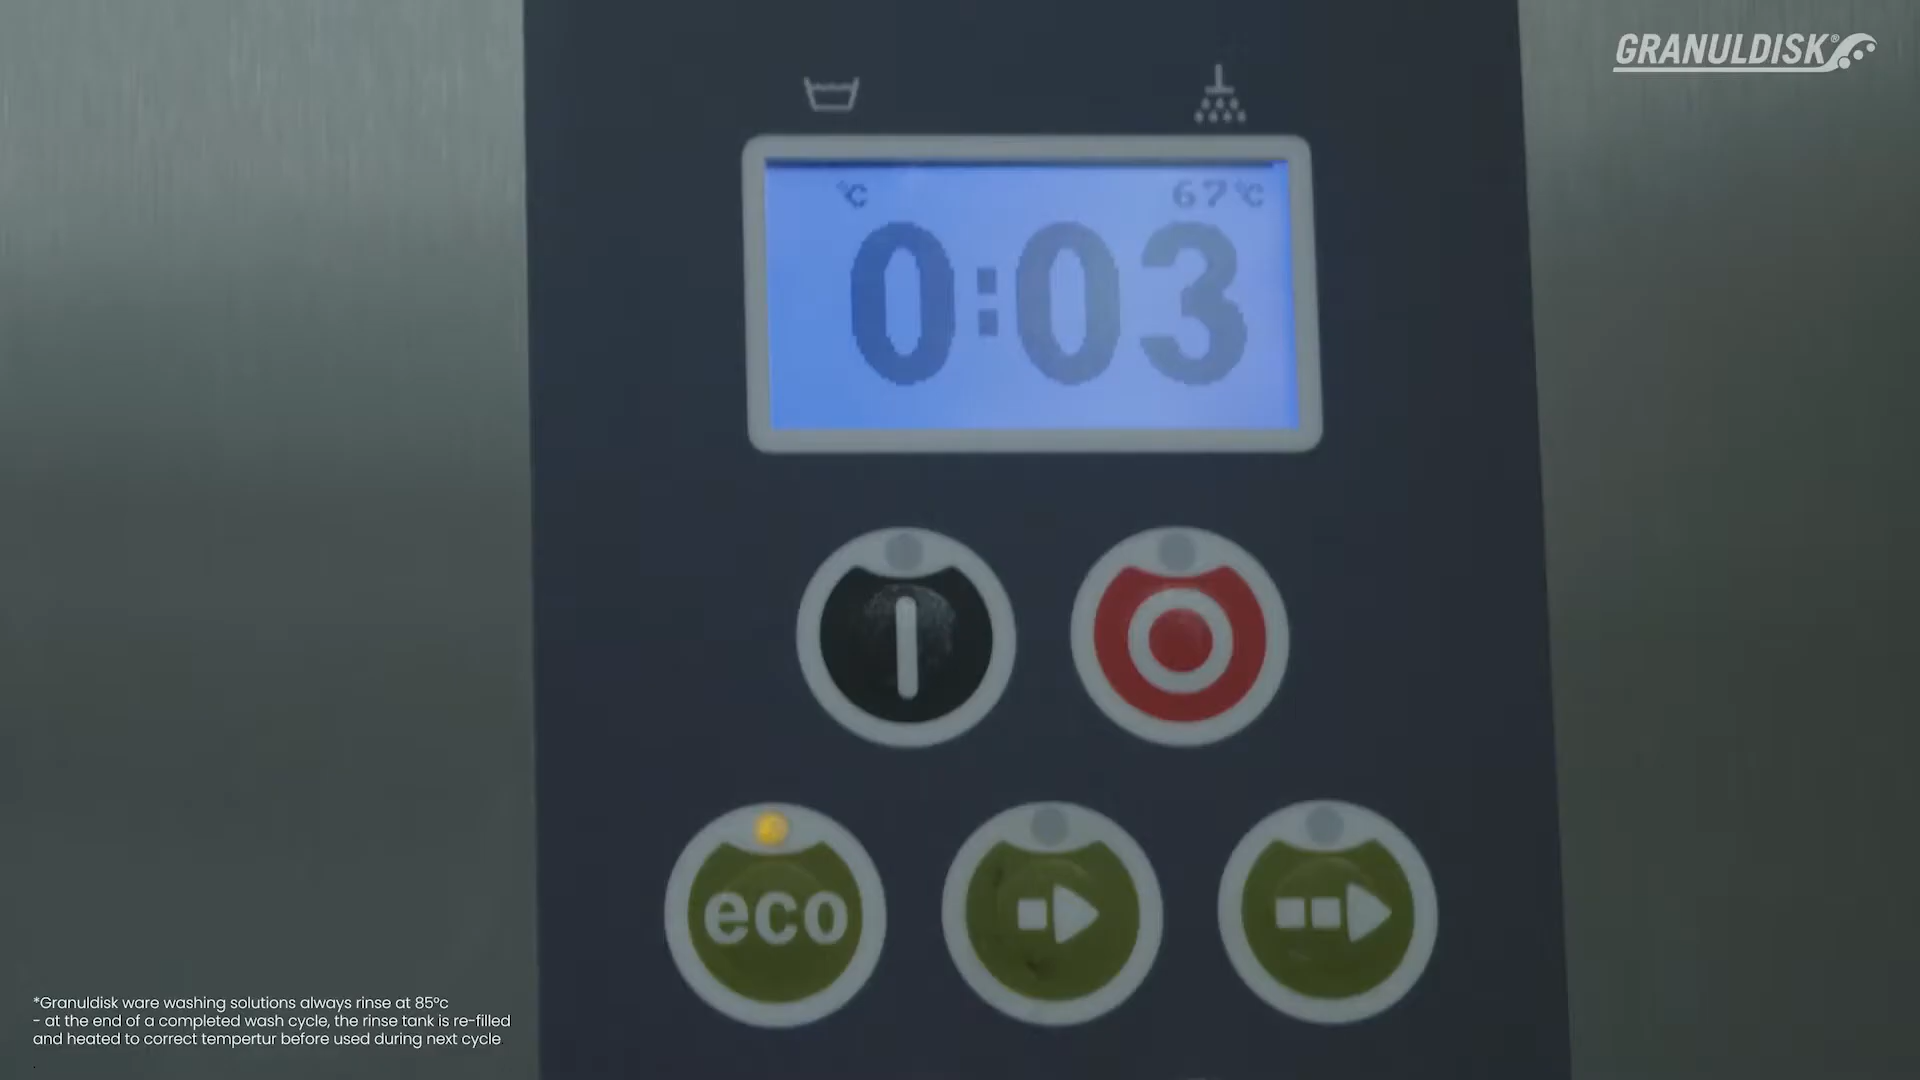 GRANULDISK®
°C 67°C
0:03
eco
*Granuldisk ware washing solutions always rinse at 85°c
- at the end of a completed wash cycle, the rinse tank is re-filled
and heated to correct tempertur before used during next cycle
.